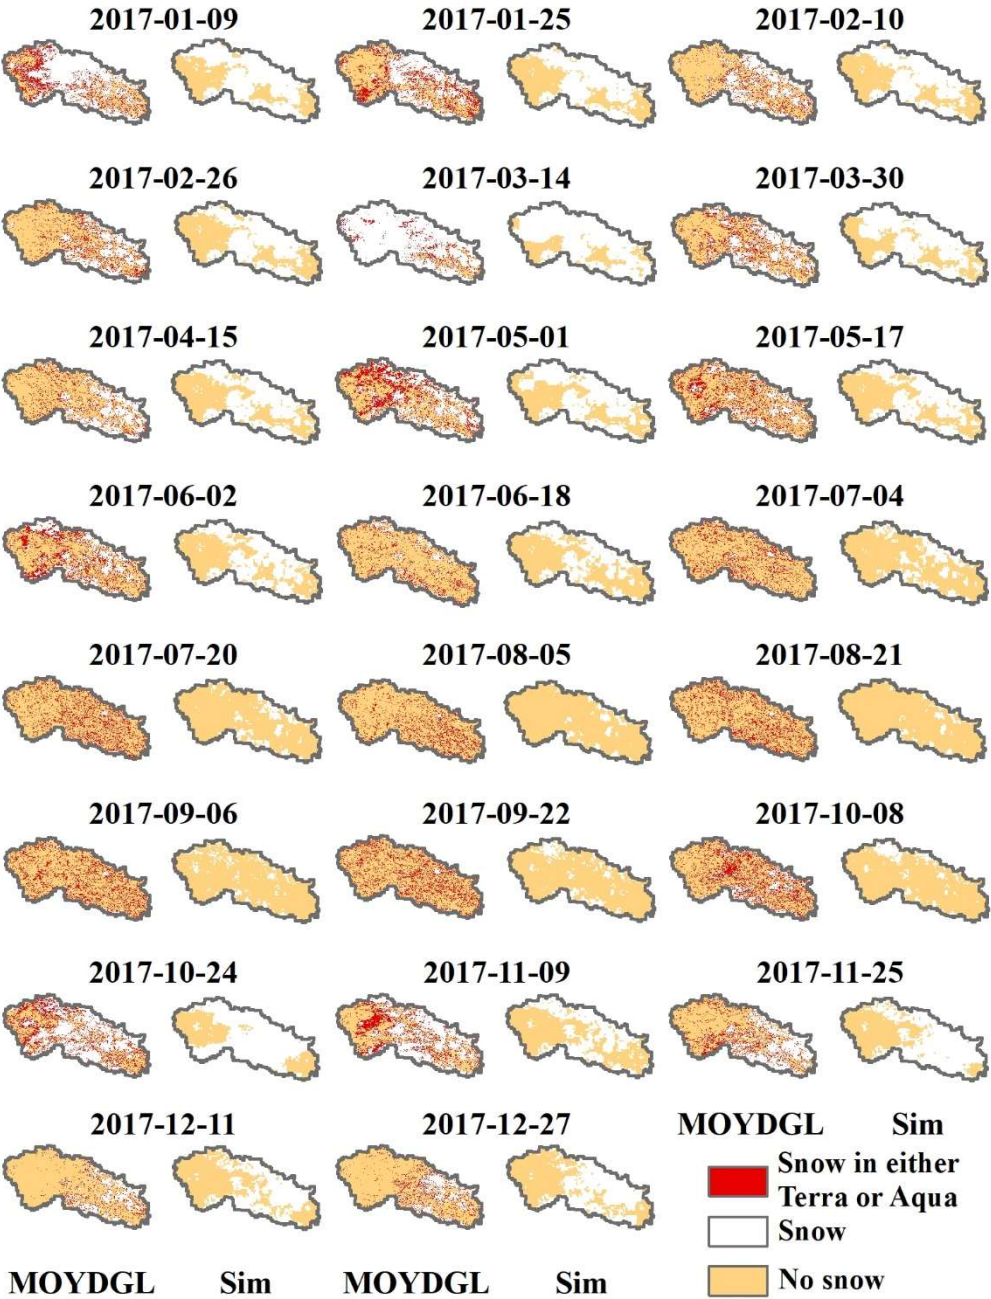 2017-01-09 2017-01-25 2017-02-10
2017-02-26 2017-03-14 2017-03-30
2017-04-15 2017-05-01 2017-05-17
2017-06-02 2017-06-18 2017-07-04
2017-07-20 2017-08-05 2017-08-21
2017-09-06 2017-09-22 2017-10-08
2017-10-24 2017-11-09 2017-11-25
2017-12-11 2017-12-27
MOYDGL Sim
Snow in either
Terra or Aqua
Snow
No snow
MOYDGL Sim MOYDGL Sim